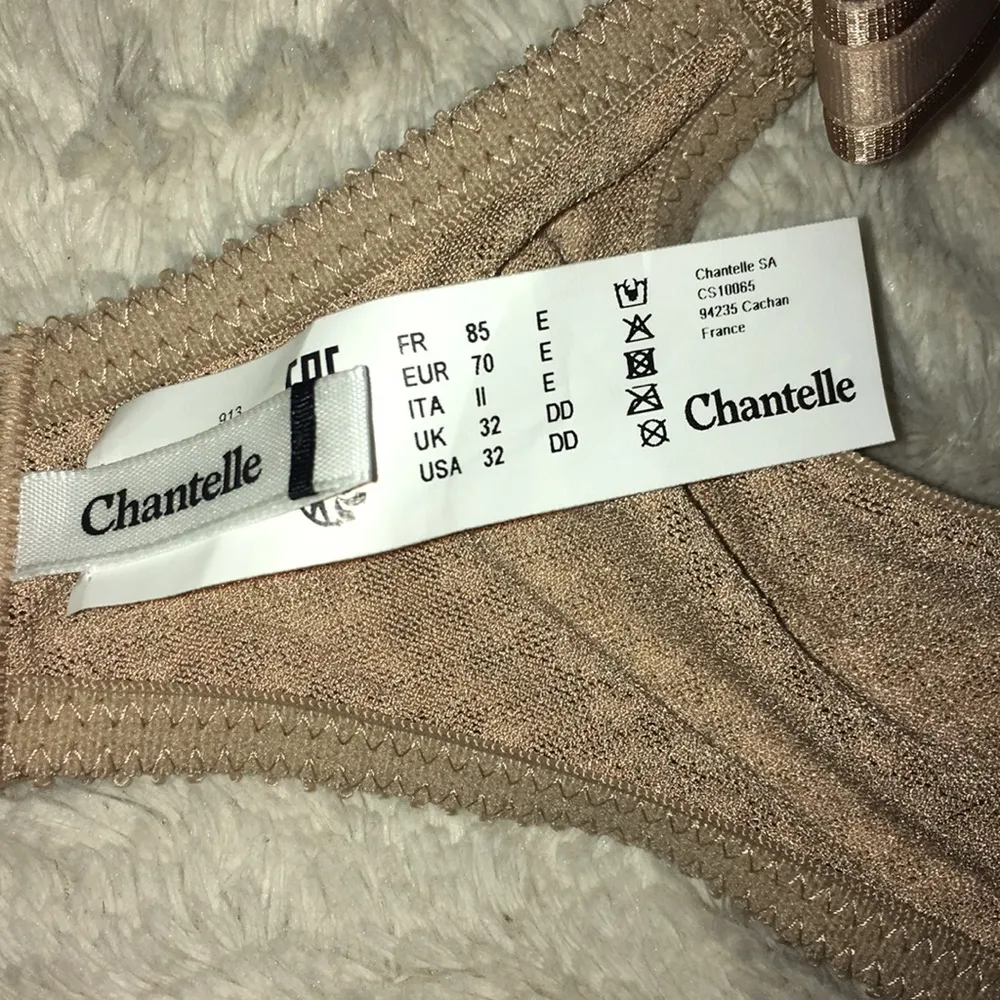 913
Chantelle
FR 85 E
EUR 70 E
ITA II E
UK 32 DD
USA 32 DD
Chantelle SA
CS10065
94235 Cachan
France
Chantelle